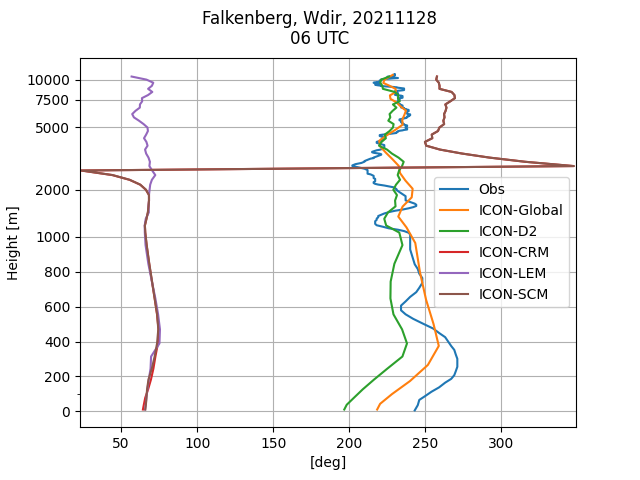 Falkenberg, Wdir, 20211128
06 UTC
Height [m]
10000
7500
5000
2000
1000
800
600
400
200
0
Obs
ICON-Global
ICON-D2
ICON-CRM
ICON-LEM
ICON-SCM
50 100 150 200 250 300
[deg]